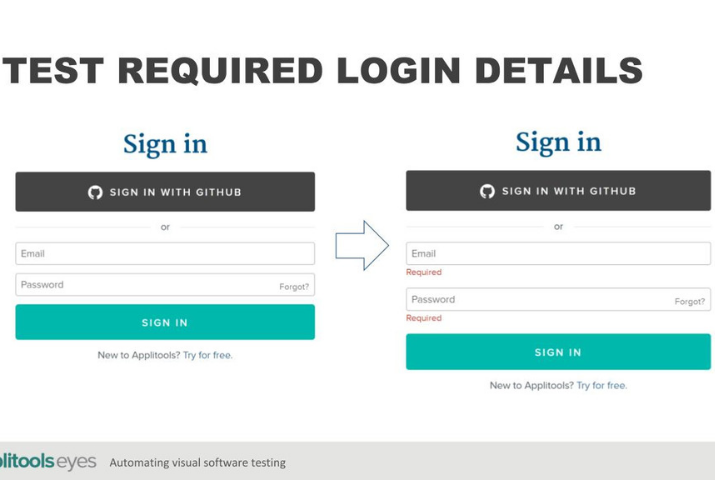 TEST REQUIRED LOGIN DETAILS
Sign in
SIGN IN WITH GITHUB
or
Email
Password Forgot?
SIGN IN
New to Applitools? Try for free.
Sign in
SIGN IN WITH GITHUB
or
Email
Required
Password Forgot?
Required
SIGN IN
New to Applitools? Try for free.
plitools eyes Automating visual software testing